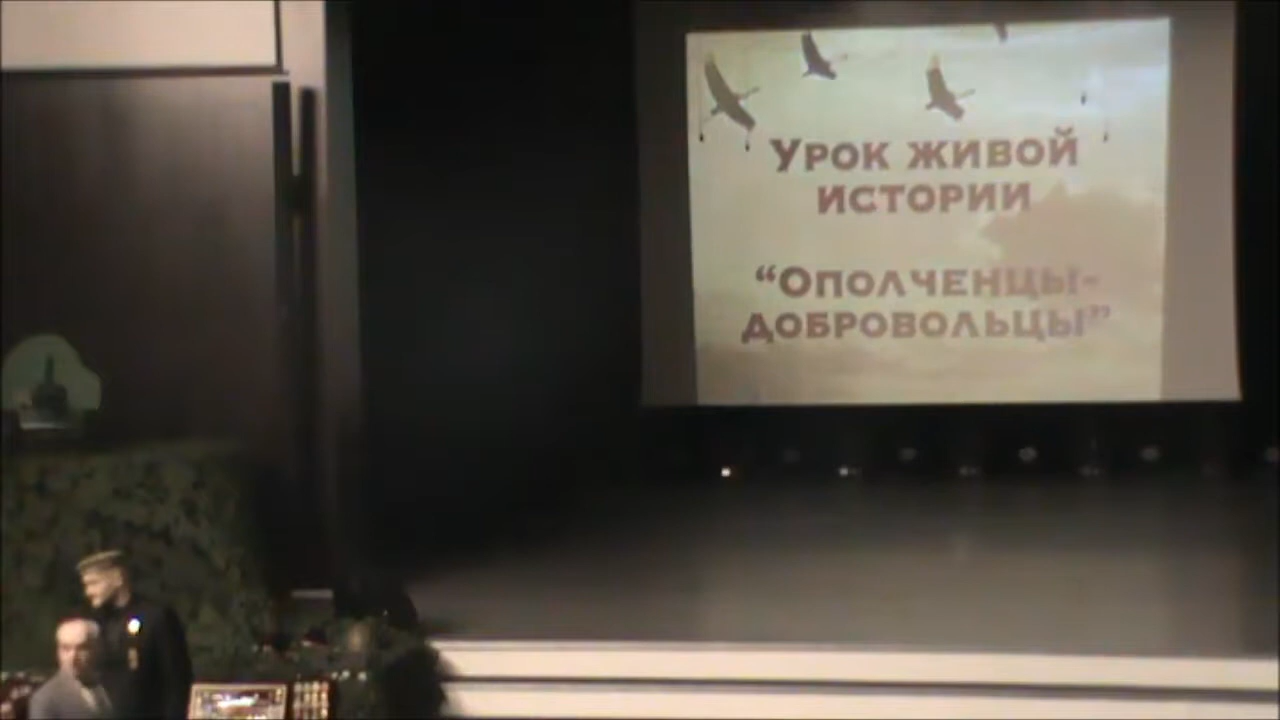 Урок живой
истории
“Ополченцы-
добровольцы”